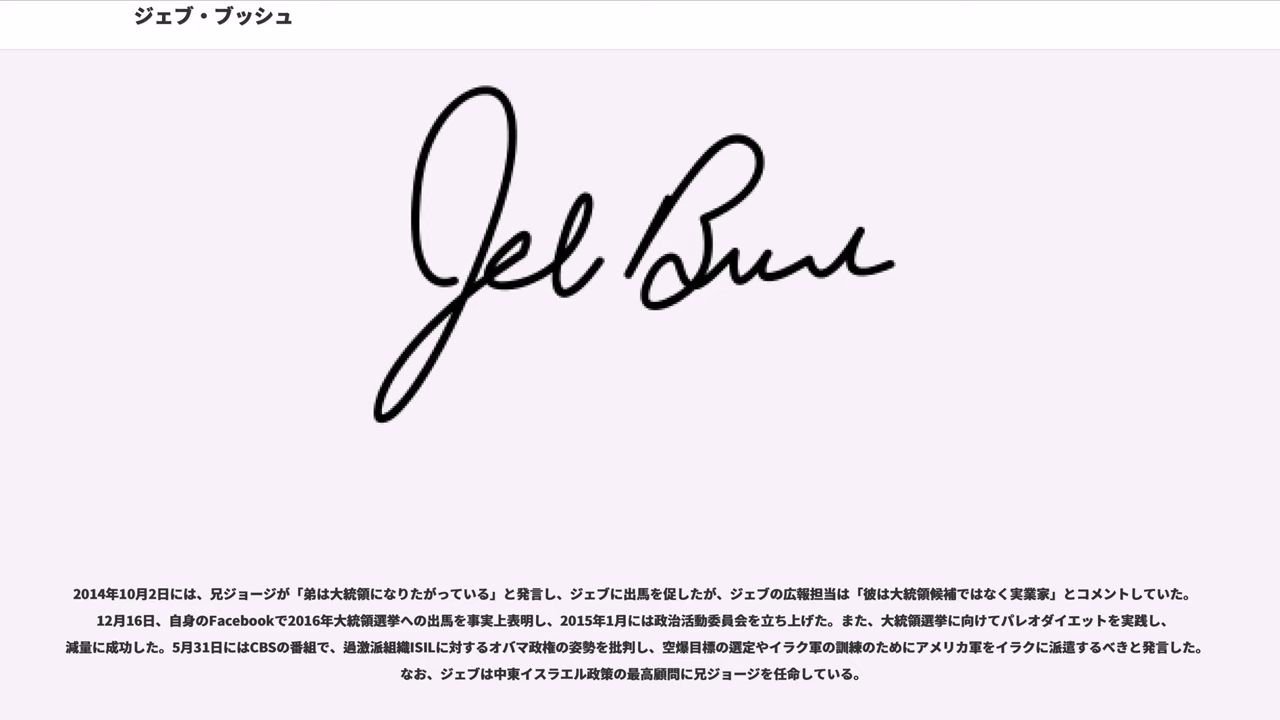 ジェブ・ブッシュ
Jeb Bush
2014年10月2日には、兄ジョージが「弟は大統領になりたがっている」と発言し、ジェブに出馬を促したが、ジェブの広報担当は「彼は大統領候補ではなく実業家」とコメントしていた。
12月16日、自身のFacebookで2016年大統領選挙への出馬を事実上表明し、2015年1月には政治活動委員会を立ち上げた。また、大統領選挙に向けてパレオダイエットを実践し、
減量に成功した。5月31日にはCBSの番組で、過激派組織ISILに対するオバマ政権の姿勢を批判し、空爆目標の選定やイラク軍の訓練のためにアメリカ軍をイラクに派遣するべきと発言した。
なお、ジェブは中東イスラエル政策の最高顧問に兄ジョージを任命している。